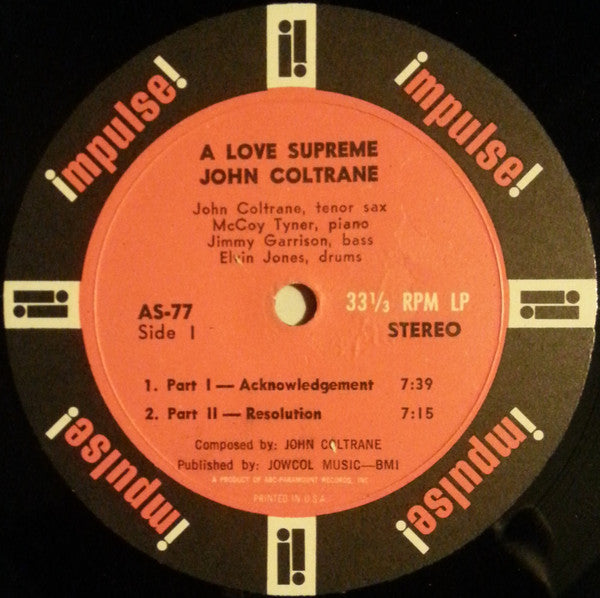 impulse!
impulse!
A LOVE SUPREME
JOHN COLTRANE
John Coltrane, tenor sax
McCoy Tyner, piano
Jimmy Garrison, bass
Elvin Jones, drums
AS-77
Side 1
33 1/3 RPM LP
STEREO
1. Part I — Acknowledgement 7:39
2. Part II — Resolution 7:15
Composed by: JOHN COLTRANE
Published by: JOWCOL MUSIC—BMI
A PRODUCT OF ABC-PARAMOUNT RECORDS, INC.
PRINTED IN U.S.A.
impulse!
impulse!